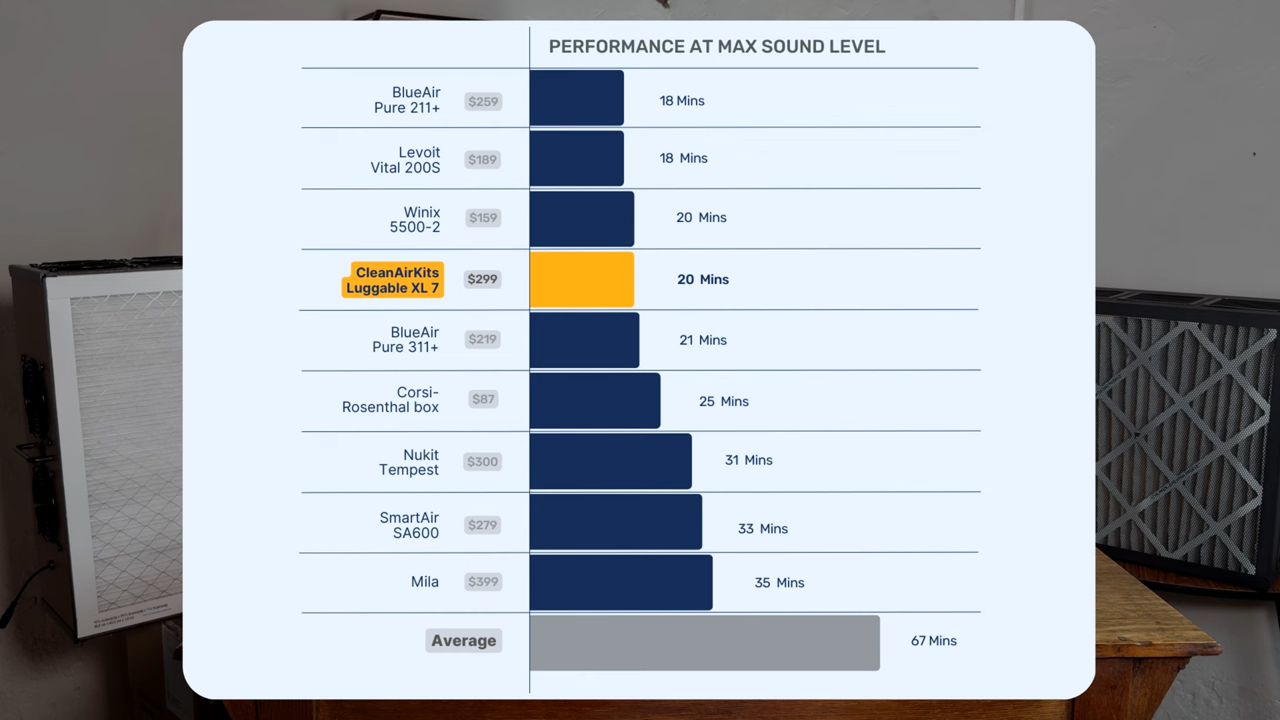 PERFORMANCE AT MAX SOUND LEVEL
BlueAir
Pure 211+
$259
18 Mins
Levoit
Vital 200S
$189
18 Mins
Winix
5500-2
$159
20 Mins
CleanAirKits
Luggable XL 7
$299
20 Mins
BlueAir
Pure 311+
$219
21 Mins
Corsi-
Rosenthal box
$87
25 Mins
Nukit
Tempest
$300
31 Mins
SmartAir
SA600
$279
33 Mins
Mila
$399
35 Mins
Average
67 Mins